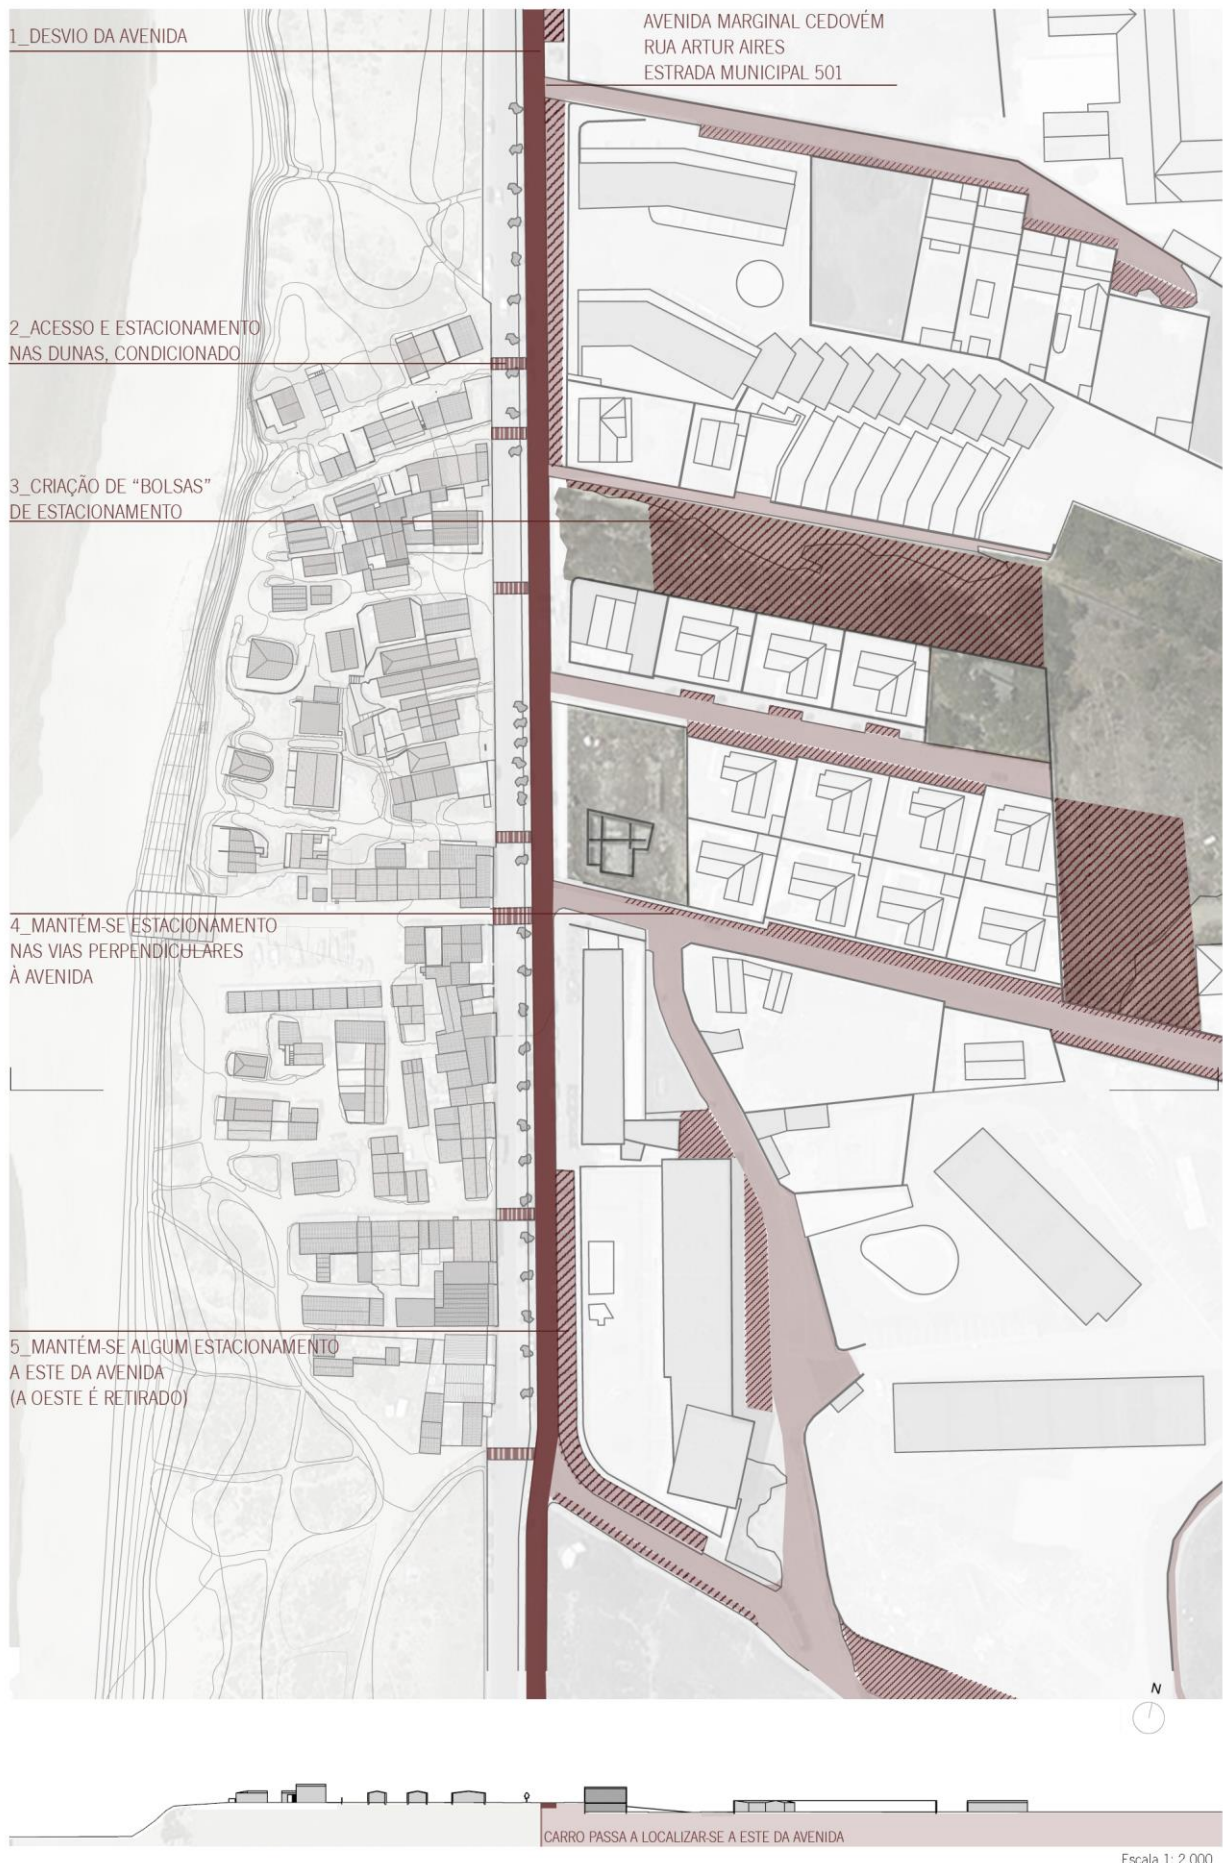 1_DESVIO DA AVENIDA
AVENIDA MARGINAL CEDOVÉM
RUA ARTUR AIRES
ESTRADA MUNICIPAL 501
2_ACESSO E ESTACIONAMENTO
NAS DUNAS, CONDICIONADO
3_CRIAÇÃO DE “BOLSAS”
DE ESTACIONAMENTO
4_MANTÉM-SE ESTACIONAMENTO
NAS VIAS PERPENDICULARES
À AVENIDA
5_MANTÉM-SE ALGUM ESTACIONAMENTO
A ESTE DA AVENIDA
(A OESTE É RETIRADO)
N
CARRO PASSA A LOCALIZAR-SE A ESTE DA AVENIDA
Escala 1: 2 000